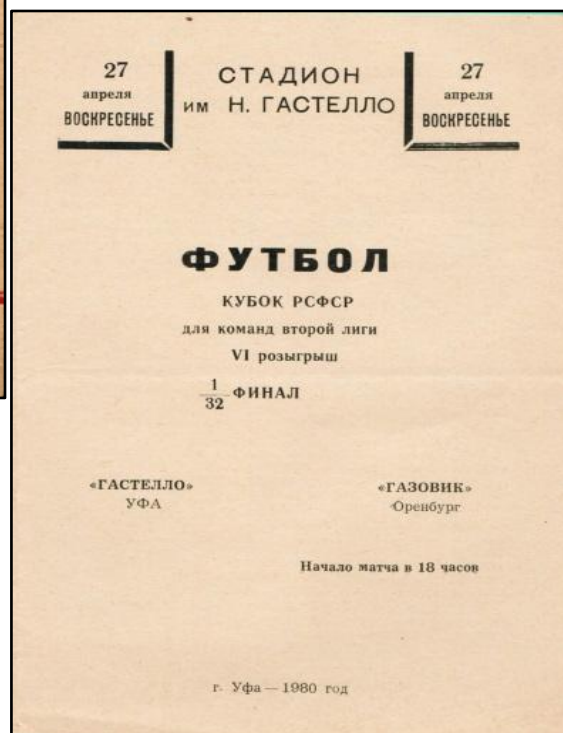 27
апреля
ВОСКРЕСЕНЬЕ
СТАДИОН
им Н. ГАСТЕЛЛО
27
апреля
ВОСКРЕСЕНЬЕ
ФУТБОЛ
КУБОК РСФСР
для команд второй лиги
VI розыгрыш
1/32 ФИНАЛ
«ГАСТЕЛЛО»
УФА
«ГАЗОВИК»
Оренбург
Начало матча в 18 часов
г. Уфа — 1980 год